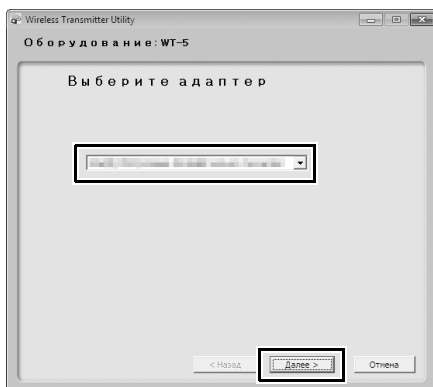 Wireless Transmitter Utility
Оборудование: WT-5
Выберите адаптер
< Назад
Далее >
Отмена